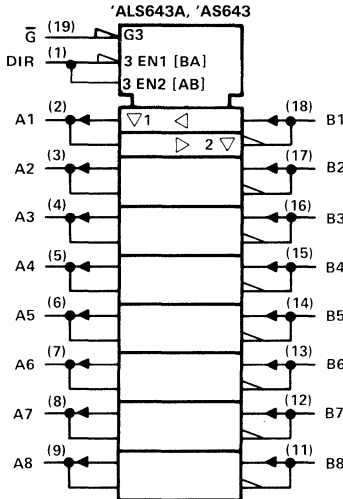 'ALS643A, 'AS643
G̅ (19) G3
DIR (1) 3 EN1 [BA]
3 EN2 [AB]
A1 (2) ▽1 ◁ (18) B1
▷ 2▽
A2 (3) (17) B2
A3 (4) (16) B3
A4 (5) (15) B4
A5 (6) (14) B5
A6 (7) (13) B6
A7 (8) (12) B7
A8 (9) (11) B8